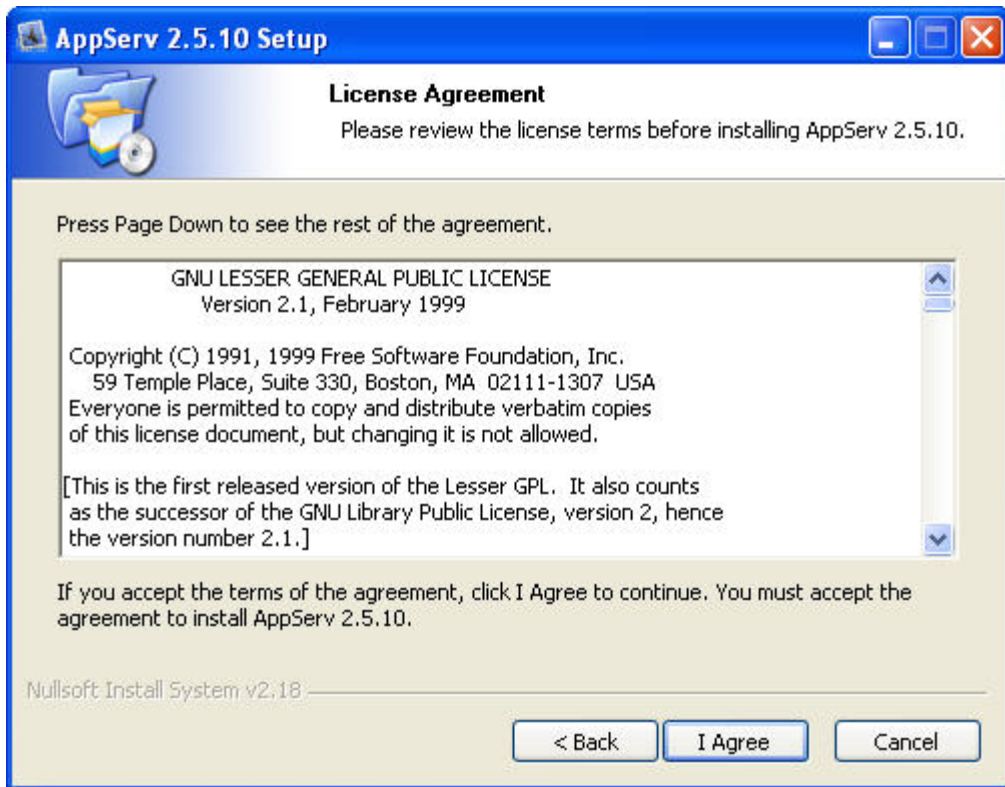 AppServ 2.5.10 Setup
License Agreement
Please review the license terms before installing AppServ 2.5.10.
Press Page Down to see the rest of the agreement.
GNU LESSER GENERAL PUBLIC LICENSE
Version 2.1, February 1999
Copyright (C) 1991, 1999 Free Software Foundation, Inc.
59 Temple Place, Suite 330, Boston, MA  02111-1307  USA
Everyone is permitted to copy and distribute verbatim copies
of this license document, but changing it is not allowed.
[This is the first released version of the Lesser GPL.  It also counts
as the successor of the GNU Library Public License, version 2, hence
the version number 2.1.]
If you accept the terms of the agreement, click I Agree to continue. You must accept the
agreement to install AppServ 2.5.10.
Nullsoft Install System v2.18
< Back
I Agree
Cancel